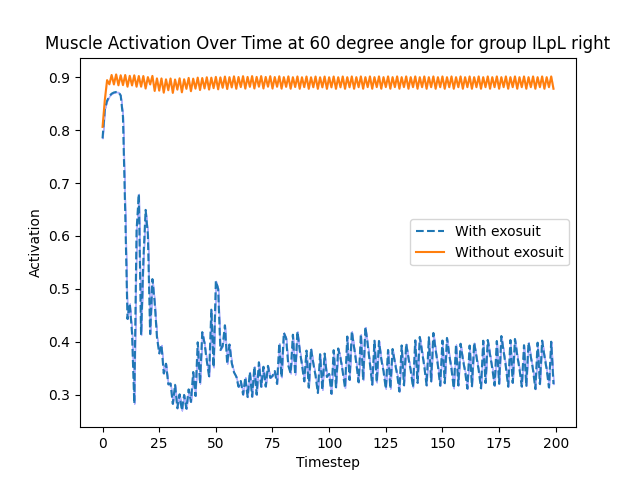 Muscle Activation Over Time at 60 degree angle for group ILpL right
0.9
0.8
0.7
0.6
0.5
0.4
0.3
Activation
With exosuit
Without exosuit
0 25 50 75 100 125 150 175 200
Timestep